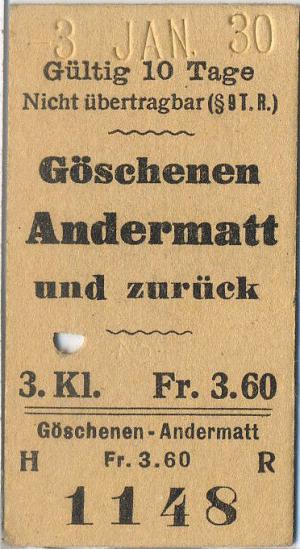 3 JAN. 30
Gültig 10 Tage
Nicht übertragbar (§ 9 T. R.)
Göschenen
Andermatt
und zurück
3. Kl. Fr. 3.60
Göschenen - Andermatt
H Fr. 3.60 R
1148